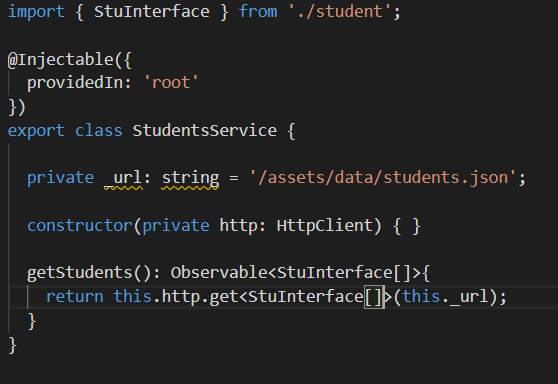 import { StuInterface } from './student';
@Injectable({
providedIn: 'root'
})
export class StudentsService {
private _url: string = '/assets/data/students.json';
constructor(private http: HttpClient) { }
getStudents(): Observable<StuInterface[]>{
return this.http.get<StuInterface[]>(this._url);
}
}